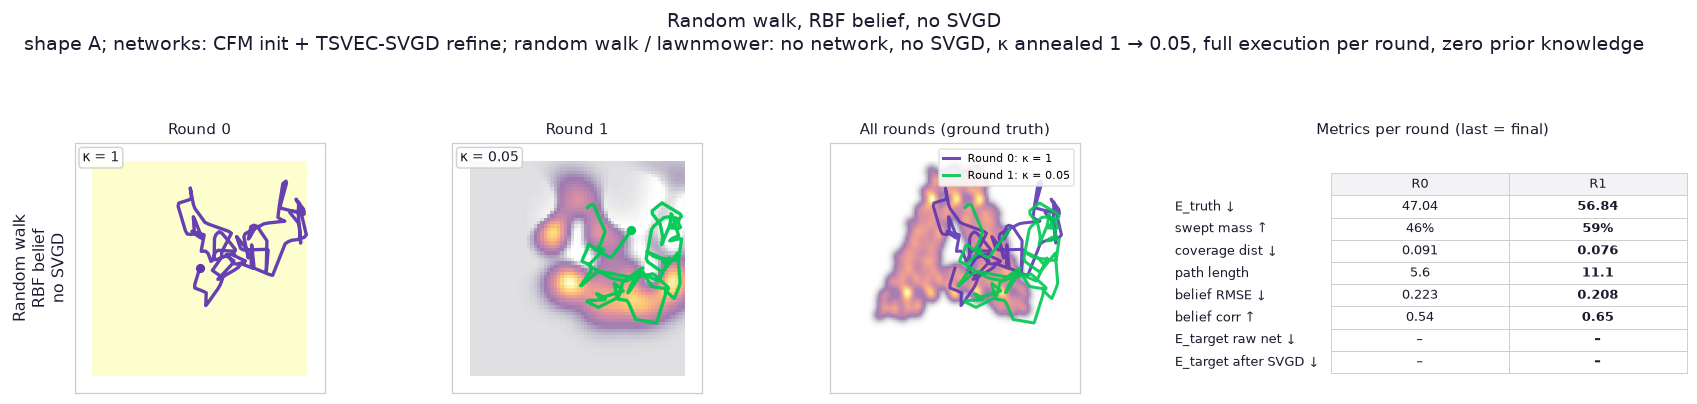 Random walk, RBF belief, no SVGD
shape A; networks: CFM init + TSVEC-SVGD refine; random walk / lawnmower: no network, no SVGD, κ annealed 1 → 0.05, full execution per round, zero prior knowledge
Random walk
RBF belief
no SVGD
Round 0
κ = 1
Round 1
κ = 0.05
All rounds (ground truth)
Round 0: κ = 1
Round 1: κ = 0.05
Metrics per round (last = final)
R0 R1
E_truth ↓ 47.04 56.84
swept mass ↑ 46% 59%
coverage dist ↓ 0.091 0.076
path length 5.6 11.1
belief RMSE ↓ 0.223 0.208
belief corr ↑ 0.54 0.65
E_target raw net ↓ – –
E_target after SVGD ↓ – –